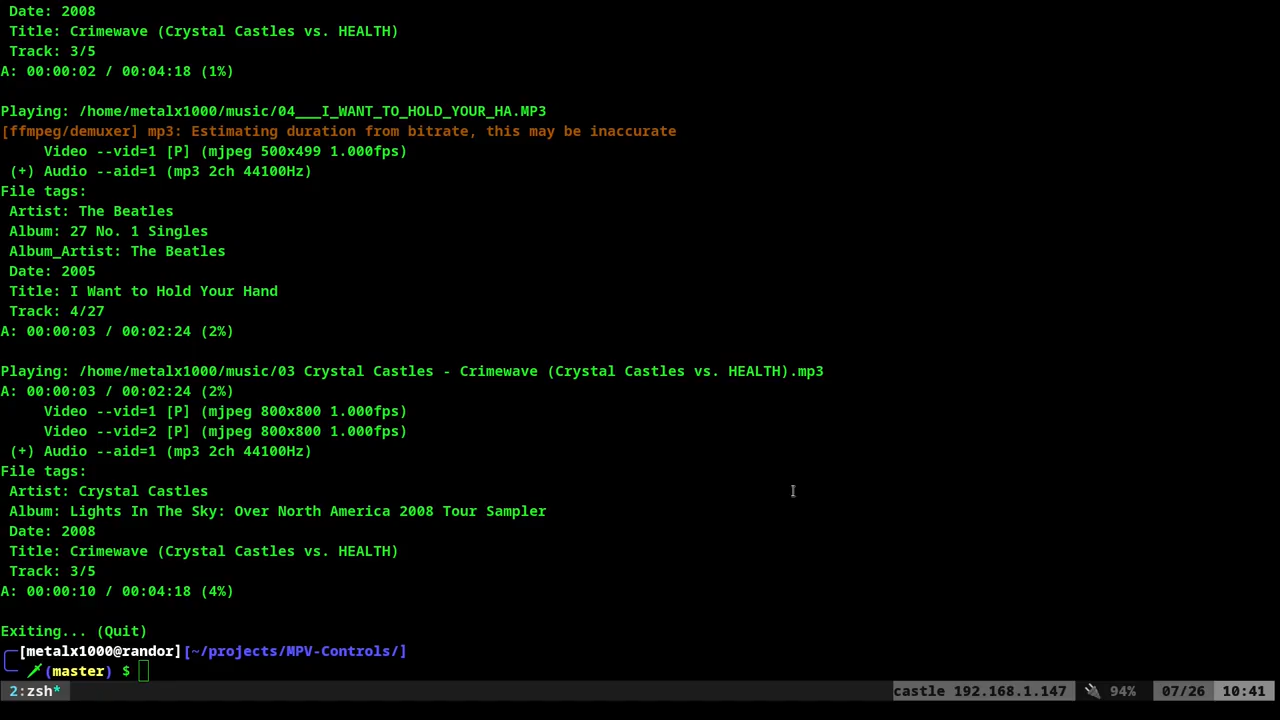 Date: 2008
Title: Crimewave (Crystal Castles vs. HEALTH)
Track: 3/5
A: 00:00:02 / 00:04:18 (1%)
Playing: /home/metalx1000/music/04___I_WANT_TO_HOLD_YOUR_HA.MP3
[ffmpeg/demuxer] mp3: Estimating duration from bitrate, this may be inaccurate
Video --vid=1 [P] (mjpeg 500x499 1.000fps)
(+) Audio --aid=1 (mp3 2ch 44100Hz)
File tags:
Artist: The Beatles
Album: 27 No. 1 Singles
Album_Artist: The Beatles
Date: 2005
Title: I Want to Hold Your Hand
Track: 4/27
A: 00:00:03 / 00:02:24 (2%)
Playing: /home/metalx1000/music/03 Crystal Castles - Crimewave (Crystal Castles vs. HEALTH).mp3
A: 00:00:03 / 00:02:24 (2%)
Video --vid=1 [P] (mjpeg 800x800 1.000fps)
Video --vid=2 [P] (mjpeg 800x800 1.000fps)
(+) Audio --aid=1 (mp3 2ch 44100Hz)
File tags:
Artist: Crystal Castles
Album: Lights In The Sky: Over North America 2008 Tour Sampler
Date: 2008
Title: Crimewave (Crystal Castles vs. HEALTH)
Track: 3/5
A: 00:00:10 / 00:04:18 (4%)
Exiting... (Quit)
[metalx1000@randor][~/projects/MPV-Controls/]
(master) $
2:zsh* castle 192.168.1.147 94% 07/26 10:41